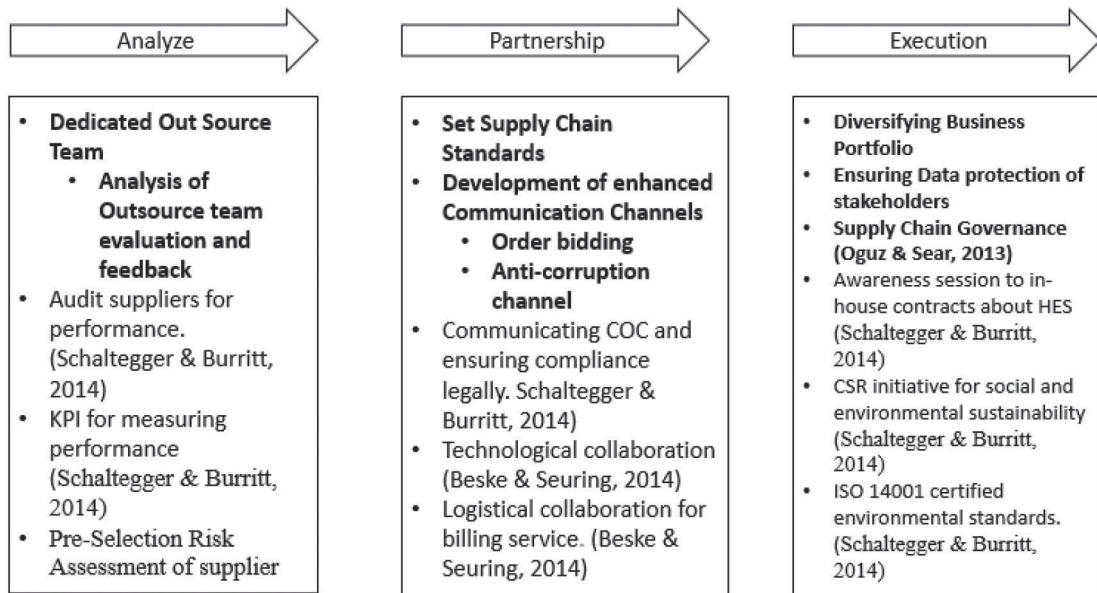 Analyze
Partnership
Execution
• Dedicated Out Source
Team
• Analysis of
Outsource team
evaluation and
feedback
• Audit suppliers for
performance.
(Schaltegger & Burritt,
2014)
• KPI for measuring
performance
(Schaltegger & Burritt,
2014)
• Pre-Selection Risk
Assessment of supplier
• Set Supply Chain
Standards
• Development of enhanced
Communication Channels
• Order bidding
• Anti-corruption
channel
• Communicating COC and
ensuring compliance
legally. Schaltegger &
Burritt, 2014)
• Technological collaboration
(Beske & Seuring, 2014)
• Logistical collaboration for
billing service. (Beske &
Seuring, 2014)
• Diversifying Business
Portfolio
• Ensuring Data protection of
stakeholders
• Supply Chain Governance
(Oguz & Sear, 2013)
• Awareness session to in-
house contracts about HES
(Schaltegger & Burritt,
2014)
• CSR initiative for social and
environmental sustainability
(Schaltegger & Burritt,
2014)
• ISO 14001 certified
environmental standards.
(Schaltegger & Burritt,
2014)